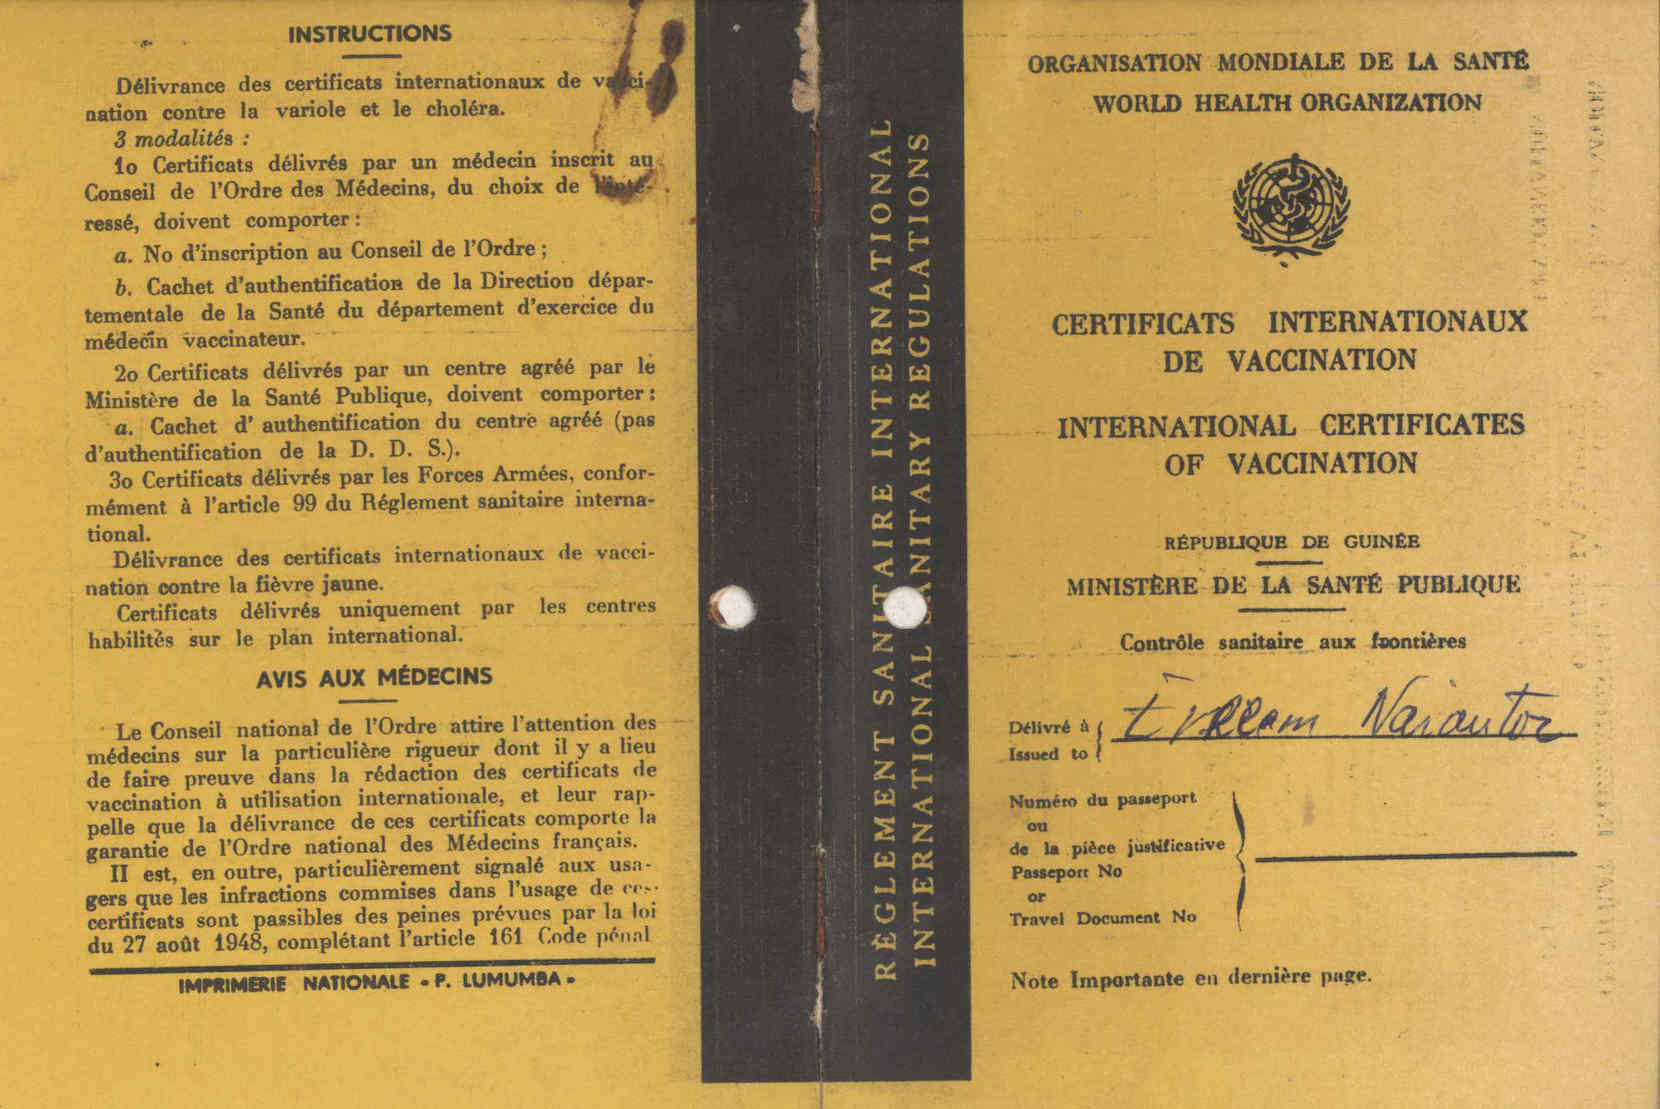 INSTRUCTIONS
Délivrance des certificats internationaux de vacci-
nation contre la variole et le choléra.
3 modalités :
1o Certificats délivrés par un médecin inscrit au
Conseil de l'Ordre des Médecins, du choix de l'inté-
ressé, doivent comporter :
a. No d'inscription au Conseil de l'Ordre ;
b. Cachet d'authentification de la Direction dépar-
tementale de la Santé du département d'exercice du
médecin vaccinateur.
2o Certificats délivrés par un centre agréé par le
Ministère de la Santé Publique, doivent comporter :
a. Cachet d' authentification du centre agréé (pas
d'authentification de la D. D. S.).
3o Certificats délivrés par les Forces Armées, confor-
mément à l'article 99 du Réglement sanitaire interna-
tional.
Délivrance des certificats internationaux de vacci-
nation contre la fièvre jaune.
Certificats délivrés uniquement par les centres
habilités sur le plan international.
AVIS AUX MÉDECINS
Le Conseil national de l'Ordre attire l'attention des
médecins sur la particulière rigueur dont il y a lieu
de faire preuve dans la rédaction des certificats de
vaccination à utilisation internationale, et leur rap-
pelle que la délivrance de ces certificats comporte la
garantie de l'Ordre national des Médecins français.
II est, en outre, particulièrement signalé aux usa-
gers que les infractions commises dans l'usage de ces
certificats sont passibles des peines prévues par la loi
du 27 août 1948, complétant l'article 161 Code pénal
IMPRIMERIE NATIONALE « P. LUMUMBA »
RÈGLEMENT SANITAIRE INTERNATIONAL
INTERNATIONAL SANITARY REGULATIONS
ORGANISATION MONDIALE DE LA SANTÉ
WORLD HEALTH ORGANIZATION
CERTIFICATS INTERNATIONAUX
DE VACCINATION
INTERNATIONAL CERTIFICATES
OF VACCINATION
RÉPUBLIQUE DE GUINÉE
MINISTÈRE DE LA SANTÉ PUBLIQUE
Contrôle sanitaire aux frontières
Délivré à
Issued to
Numéro du passeport
ou
de la pièce justificative
Passeport No
or
Travel Document No
Note Importante en dernière page.